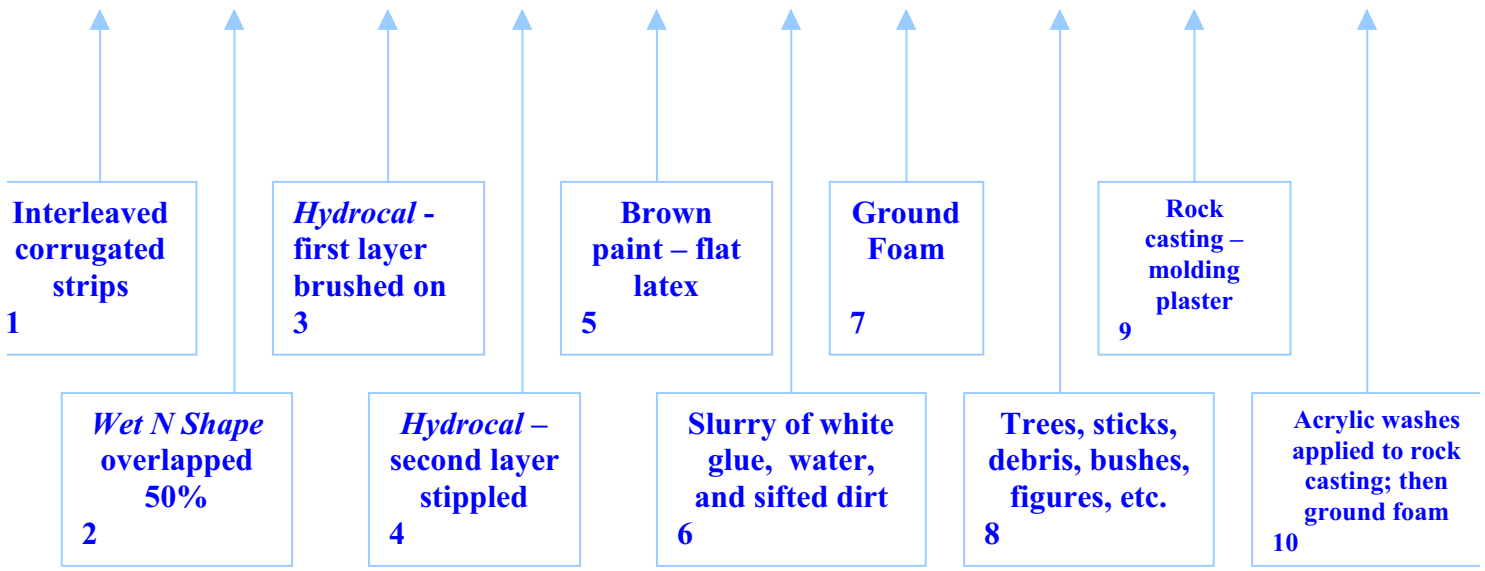 Interleaved
corrugated
strips
1
Wet N Shape
overlapped
50%
2
Hydrocal -
first layer
brushed on
3
Hydrocal –
second layer
stippled
4
Brown
paint – flat
latex
5
Slurry of white
glue, water,
and sifted dirt
6
Ground
Foam
7
Trees, sticks,
debris, bushes,
figures, etc.
8
Rock
casting –
molding
plaster
9
Acrylic washes
applied to rock
casting; then
ground foam
10